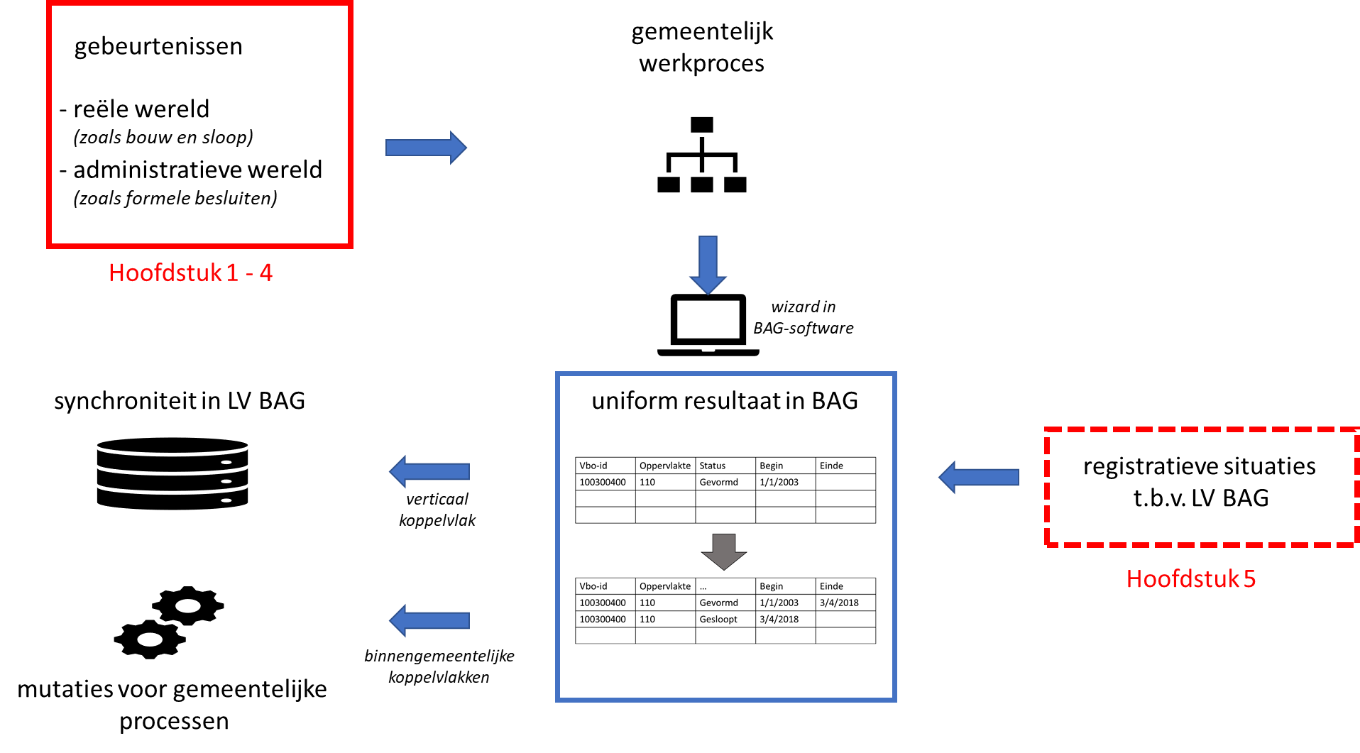 gebeurtenissen
- reële wereld
(zoals bouw en sloop)
- administratieve wereld
(zoals formele besluiten)
Hoofdstuk 1 - 4
gemeentelijk
werkproces
wizard in
BAG-software
uniform resultaat in BAG
Vbo-id Oppervlakte Status Begin Einde
100300400 110 Gevormd 1/1/2003
Vbo-id Oppervlakte ... Begin Einde
100300400 110 Gevormd 1/1/2003 3/4/2018
100300400 110 Gesloopt 3/4/2018
registratieve situaties
t.b.v. LV BAG
Hoofdstuk 5
synchroniteit in LV BAG
verticaal
koppelvlak
binnengemeentelijke
koppelvlakken
mutaties voor gemeentelijke
processen